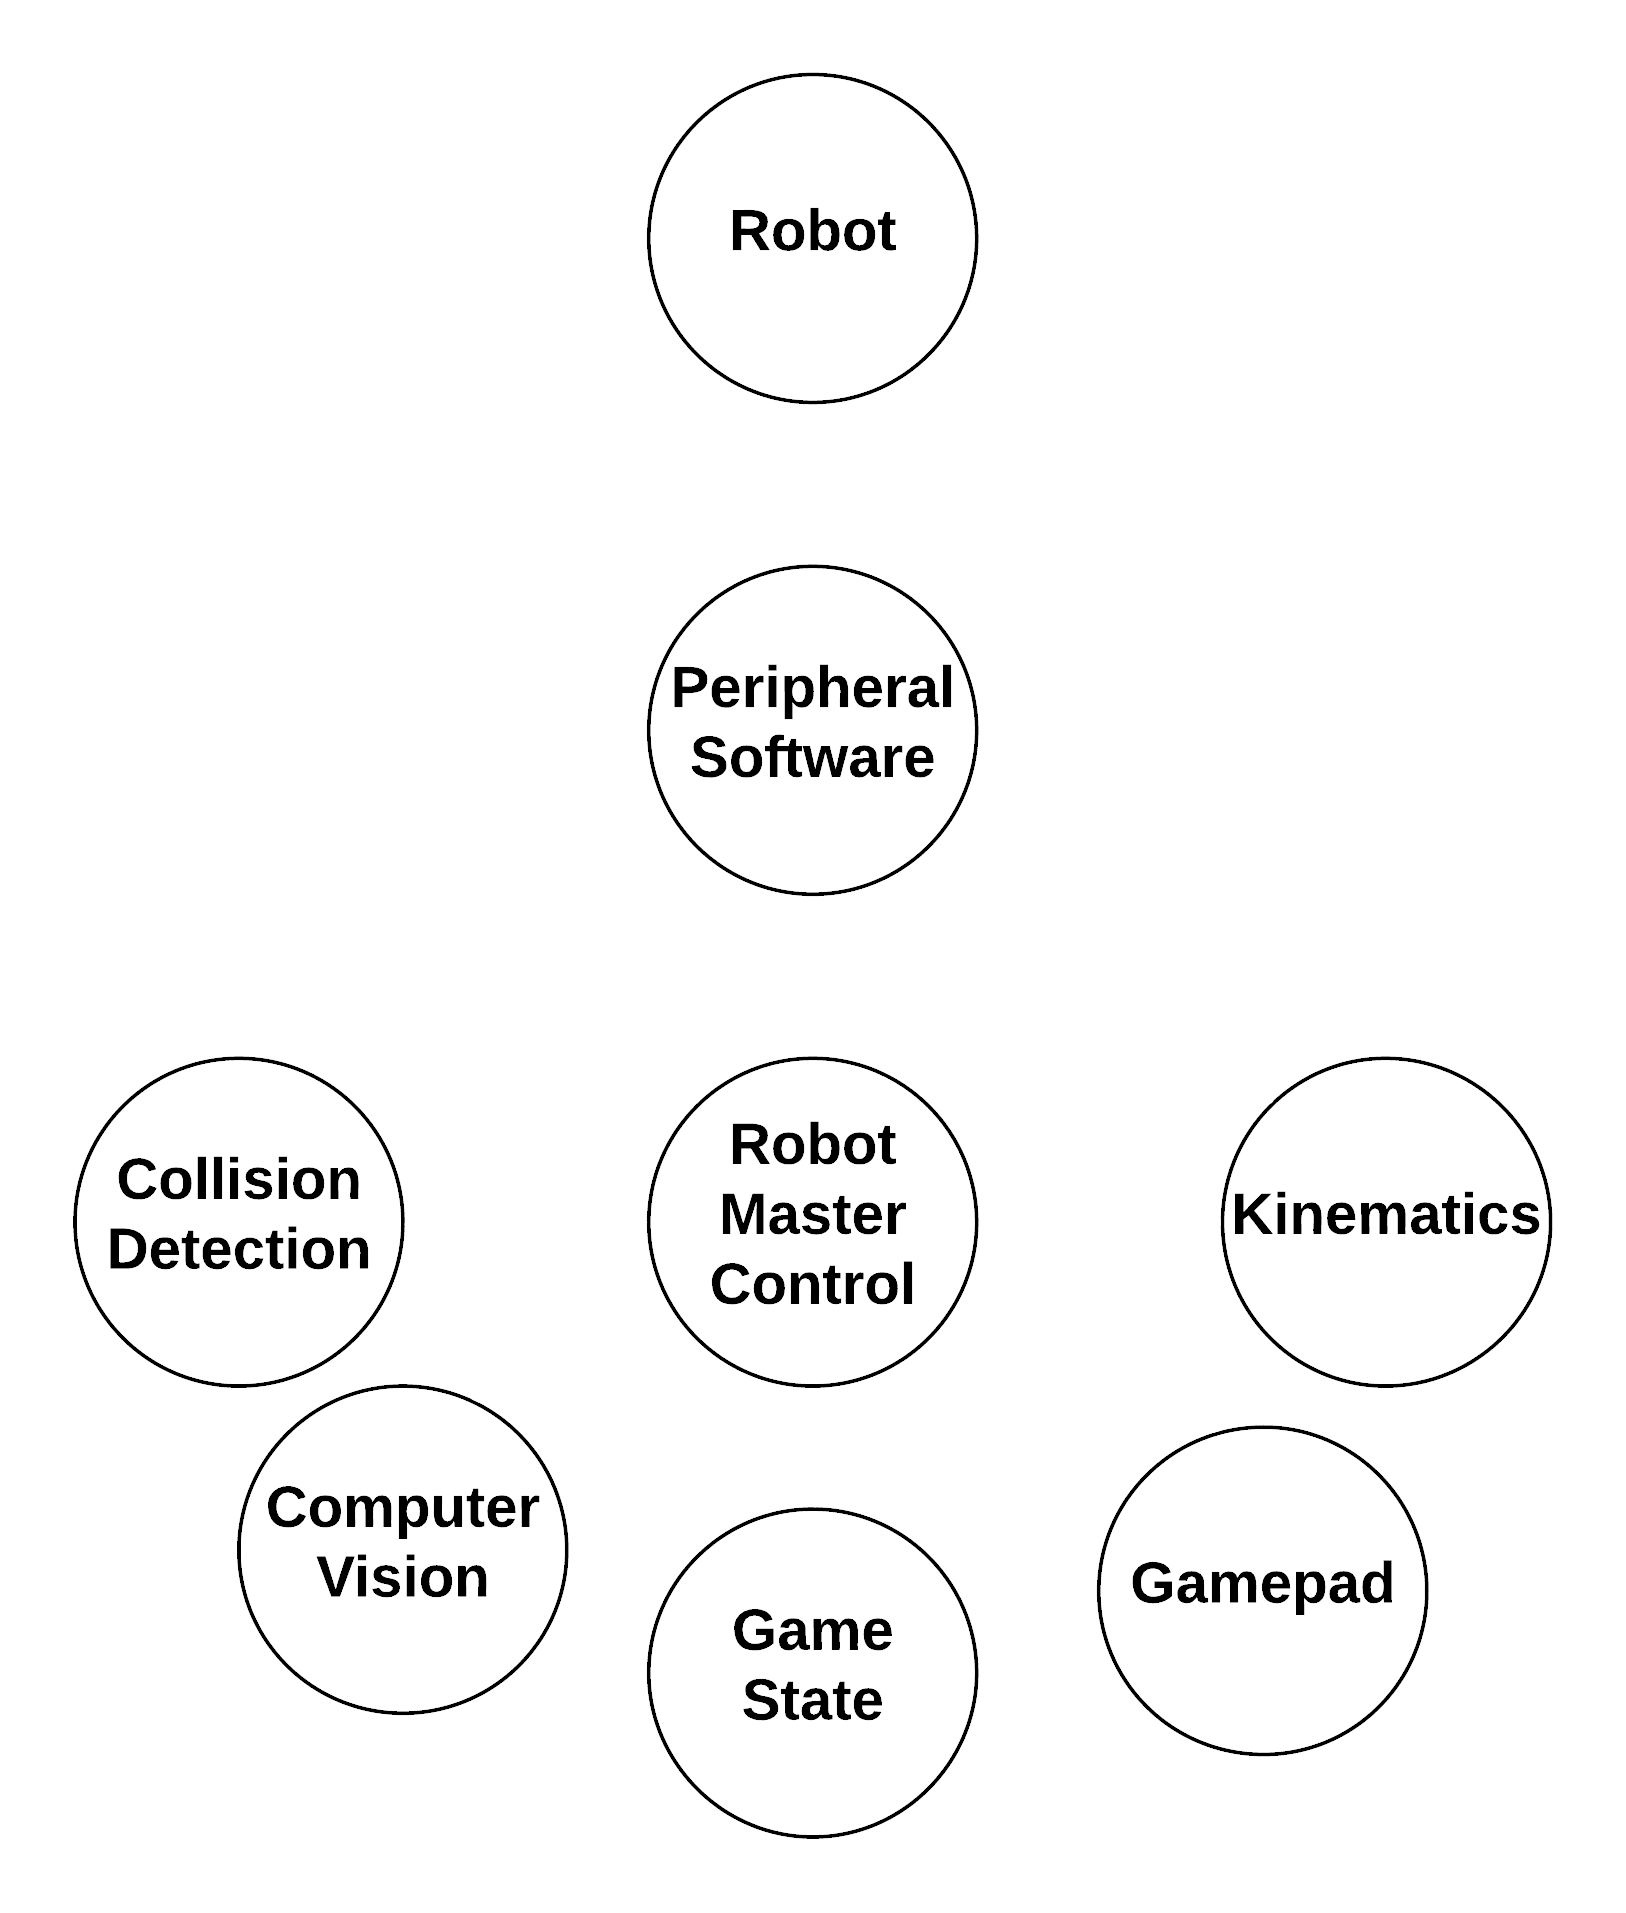 Robot
Peripheral
Software
Collision
Detection
Robot
Master
Control
Kinematics
Computer
Vision
Game
State
Gamepad